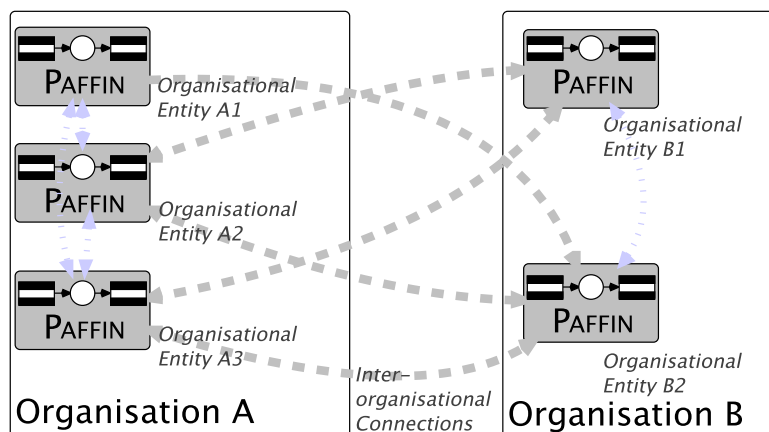 PAFFIN
Organisational
Entity A1
PAFFIN
Organisational
Entity A2
PAFFIN
Organisational
Entity A3
Organisation A
Inter-
organisational
Connections
PAFFIN
Organisational
Entity B1
PAFFIN
Organisational
Entity B2
Organisation B